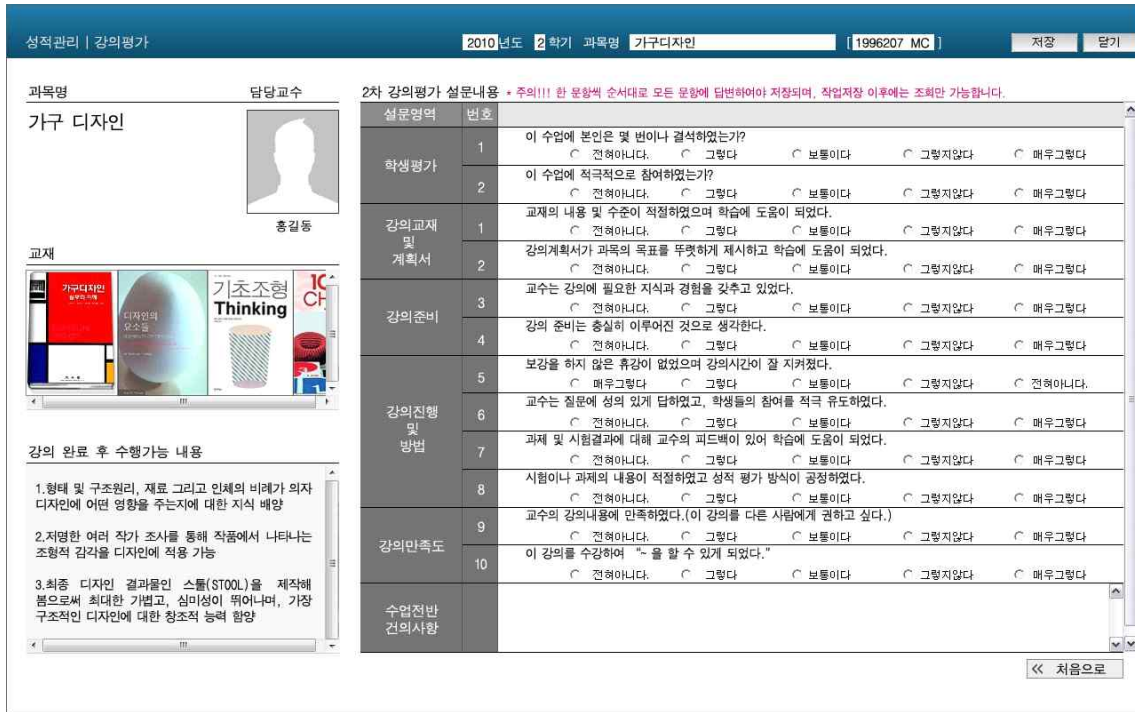 성적관리 | 강의평가
2010 년도 2 학기 과목명 가구디자인 [ 1996207 MC ] 저장 닫기
과목명 담당교수
가구 디자인
홍길동
교재
가구디자인
디자인의
요소들
기초조형
Thinking
10
CH
강의 완료 후 수행가능 내용
1.형태 및 구조원리, 재료 그리고 인체의 비례가 의자
디자인에 어떤 영향을 주는지에 대한 지식 배양
2.저명한 여러 작가 조사를 통해 작품에서 나타나는
조형적 감각을 디자인에 적용 가능
3.최종 디자인 결과물인 스툴(STOOL)을 제작해
봄으로써 최대한 가볍고, 심미성이 뛰어나며, 가장
구조적인 디자인에 대한 창조적 능력 함양
2차 강의평가 설문내용 * 주의!!! 한 문항씩 순서대로 모든 문항에 답변하여야 저장되며, 작업저장 이후에는 조회만 가능합니다.
설문영역 번호
학생평가
1 이 수업에 본인은 몇 번이나 결석하였는가?
전혀아니다. 그렇다 보통이다 그렇지않다 매우그렇다
2 이 수업에 적극적으로 참여하였는가?
전혀아니다. 그렇다 보통이다 그렇지않다 매우그렇다
강의교재
및
계획서
1 교재의 내용 및 수준이 적절하였으며 학습에 도움이 되었다.
전혀아니다. 그렇다 보통이다 그렇지않다 매우그렇다
2 강의계획서가 과목의 목표를 뚜렷하게 제시하고 학습에 도움이 되었다.
전혀아니다. 그렇다 보통이다 그렇지않다 매우그렇다
강의준비
3 교수는 강의에 필요한 지식과 경험을 갖추고 있었다.
전혀아니다. 그렇다 보통이다 그렇지않다 매우그렇다
4 강의 준비는 충실히 이루어진 것으로 생각한다.
전혀아니다. 그렇다 보통이다 그렇지않다 매우그렇다
강의진행
및
방법
5 보강을 하지 않은 휴강이 없었으며 강의시간이 잘 지켜졌다.
매우그렇다 그렇다 보통이다 그렇지않다 전혀아니다.
6 교수는 질문에 성의 있게 답하였고, 학생들의 참여를 적극 유도하였다.
전혀아니다. 그렇다 보통이다 그렇지않다 매우그렇다
7 과제 및 시험결과에 대해 교수의 피드백이 있어 학습에 도움이 되었다.
전혀아니다. 그렇다 보통이다 그렇지않다 매우그렇다
8 시험이나 과제의 내용이 적절하였고 성적 평가 방식이 공정하였다.
전혀아니다. 그렇다 보통이다 그렇지않다 매우그렇다
강의만족도
9 교수의 강의내용에 만족하였다.(이 강의를 다른 사람에게 권하고 싶다.)
전혀아니다. 그렇다 보통이다 그렇지않다 매우그렇다
10 이 강의를 수강하여 "~ 을 할 수 있게 되었다."
전혀아니다. 그렇다 보통이다 그렇지않다 매우그렇다
수업전반
건의사항
« 처음으로